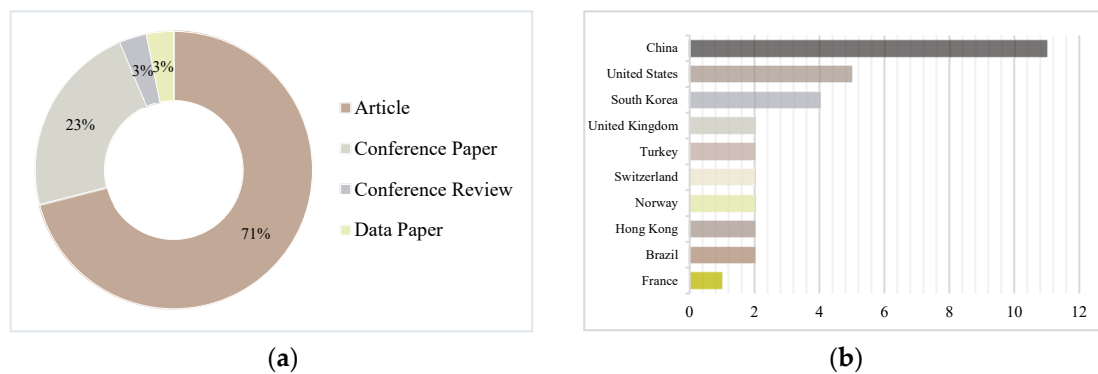 3%
3%
23%
71%
Article
Conference Paper
Conference Review
Data Paper
China
United States
South Korea
United Kingdom
Turkey
Switzerland
Norway
Hong Kong
Brazil
France
0 2 4 6 8 10 12
(a)
(b)